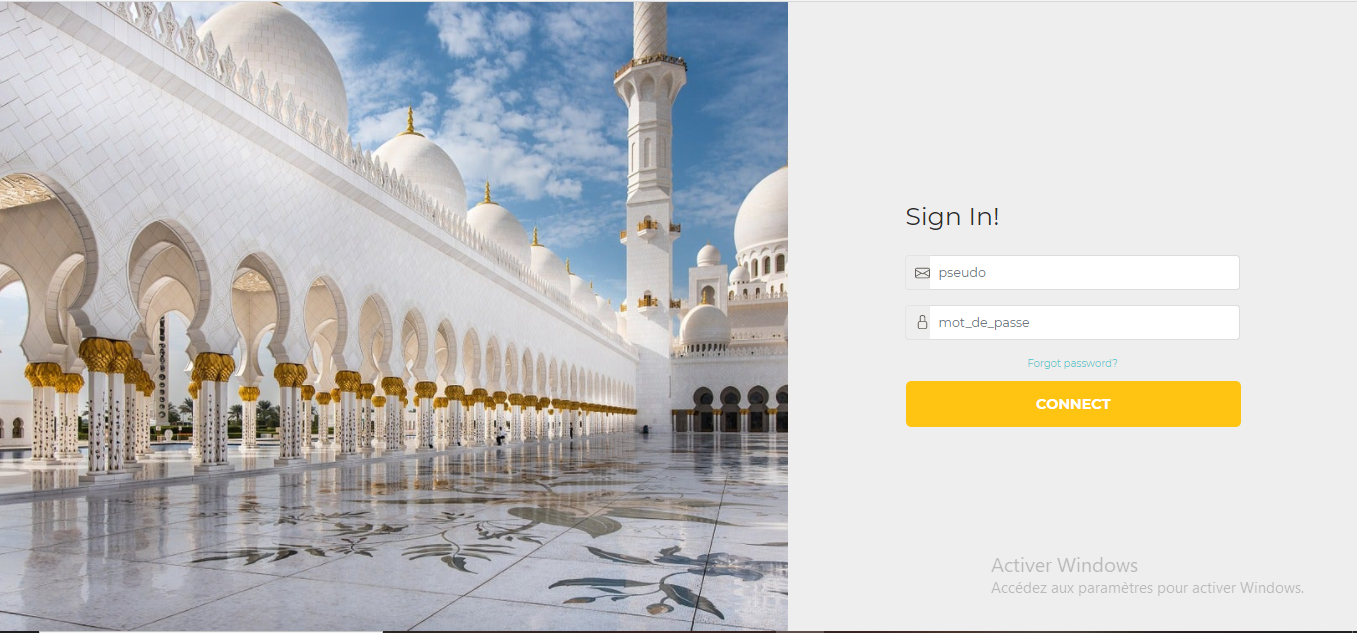 Sign In!
pseudo
mot_de_passe
Forgot password?
CONNECT
Activer Windows
Accédez aux paramètres pour activer Windows.